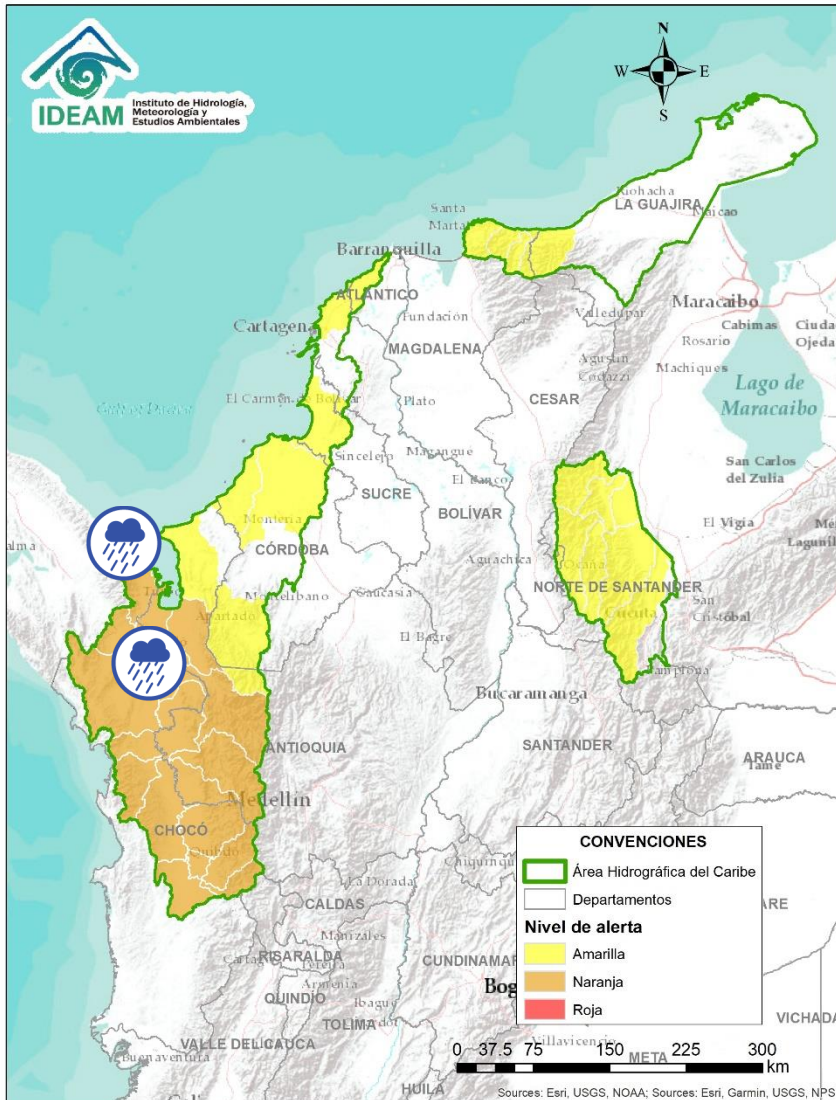 IDEAM
Instituto de Hidrología,
Meteorología y
Estudios Ambientales
N
W
E
S
Riohacha
LA GUAJIRA
Maicao
Santa
Marta
Barranquilla
ATLÁNTICO
Cartagena
Fundación
Valledupar
Maracaibo
Cabimas
Ciudad
Ojeda
Rosario
Machiques
MAGDALENA
Agustín
Codazzi
CESAR
Lago de
Maracaibo
El Carmen de Bolívar
Plato
Sincelejo
Magangue
El Banco
San Carlos
del Zulia
SUCRE
BOLÍVAR
El Vigía
Montería
CÓRDOBA
Aguachica
Ocaña
NORTE DE SANTANDER
Montelibano
Caucasia
Apartadó
San
Cristóbal
Cucuta
El Bagre
Pamplona
Bucaramanga
ANTIOQUIA
SANTANDER
ARAUCA
Tame
Medellín
CHOCÓ
Quibdó
La Dorada
CALDAS
Manizales
RISARALDA
Pereira
Armenia
QUINDÍO
Ibague
TOLIMA
CUNDINAMAR
Bog
VICHADA
Villavicencio
VALLE DEL CAUCA
Buenaventura
META
HUILA
CONVENCIONES
Área Hidrográfica del Caribe
Departamentos
Nivel de alerta
Amarilla
Naranja
Roja
0 37.5 75 150 225 300
km
Sources: Esri, USGS, NOAA; Sources: Esri, Garmin, USGS, NPS